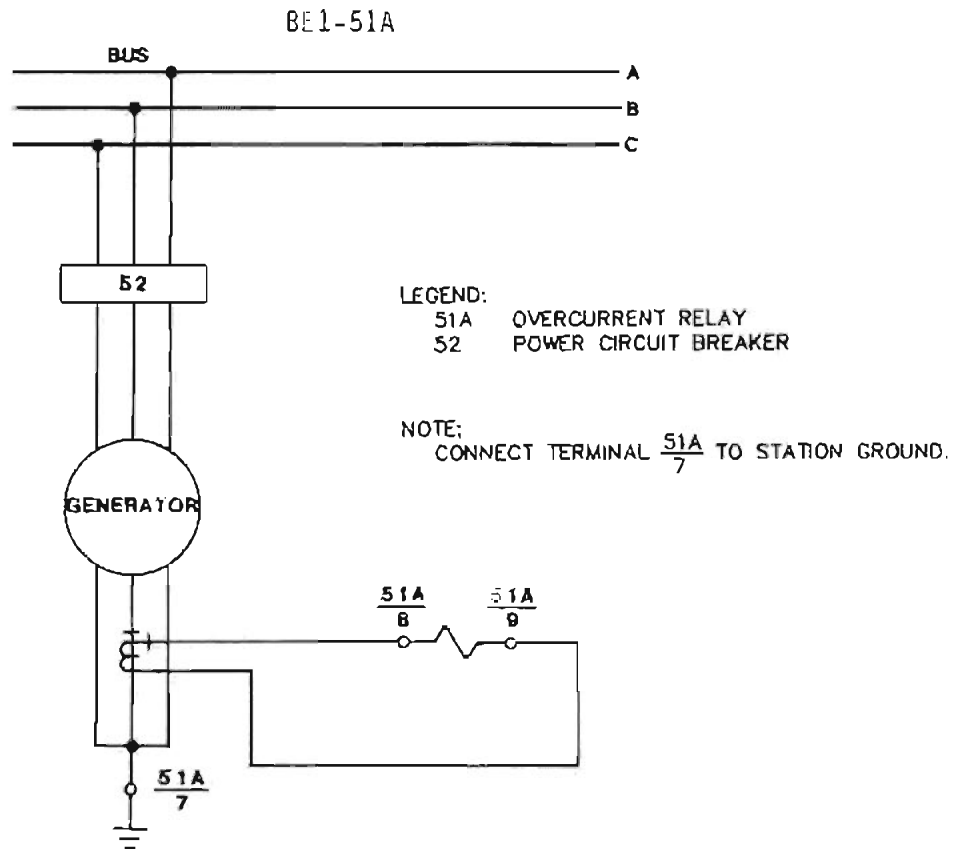 BE1-51A
BUS
A
B
C
52
LEGEND:
51A OVERCURRENT RELAY
52 POWER CIRCUIT BREAKER
NOTE:
CONNECT TERMINAL 51A/7 TO STATION GROUND.
GENERATOR
51A
8
51A
9
51A
7